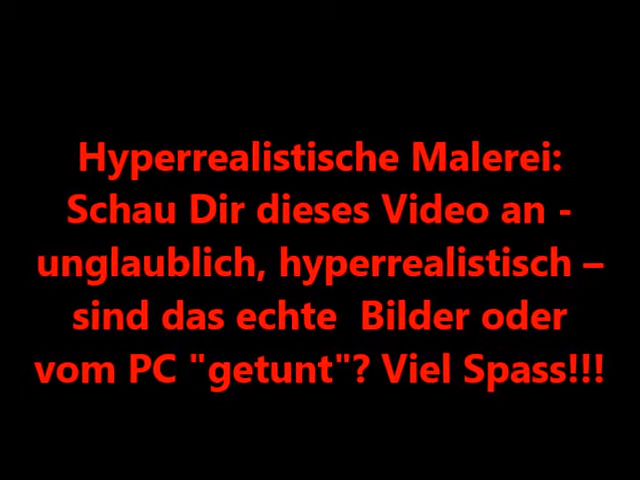 Hyperrealistische Malerei:
Schau Dir dieses Video an -
unglaublich, hyperrealistisch –
sind das echte  Bilder oder
vom PC "getunt"? Viel Spass!!!